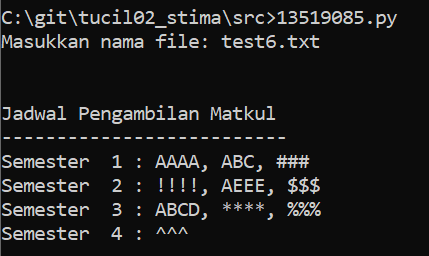 C:\git\tucil02_stima\src>13519085.py
Masukkan nama file: test6.txt
Jadwal Pengambilan Matkul
---------------------------
Semester  1 : AAAA, ABC, ###
Semester  2 : !!!!, AEEE, $$$
Semester  3 : ABCD, ****, %%%
Semester  4 : ^^^